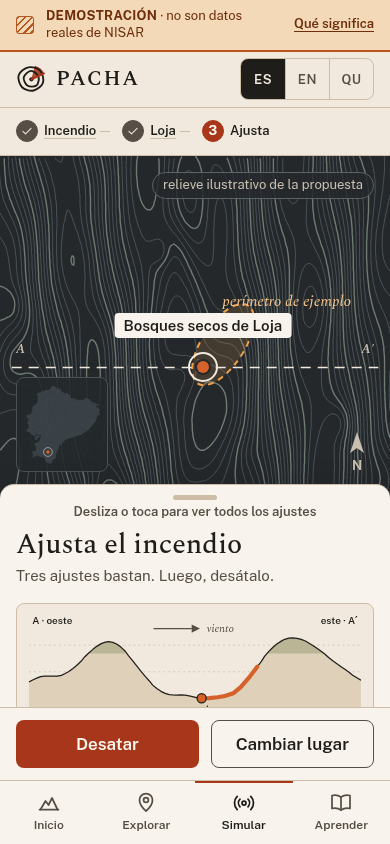 DEMOSTRACIÓN · no son datos
reales de NISAR
Qué significa
PACHA
ES
EN
QU
Incendio
Loja
3
Ajusta
relieve ilustrativo de la propuesta
perímetro de ejemplo
Bosques secos de Loja
A
A′
N
Desliza o toca para ver todos los ajustes
Ajusta el incendio
Tres ajustes bastan. Luego, desátalo.
A · oeste
este · A′
viento
Desatar
Cambiar lugar
Inicio
Explorar
Simular
Aprender